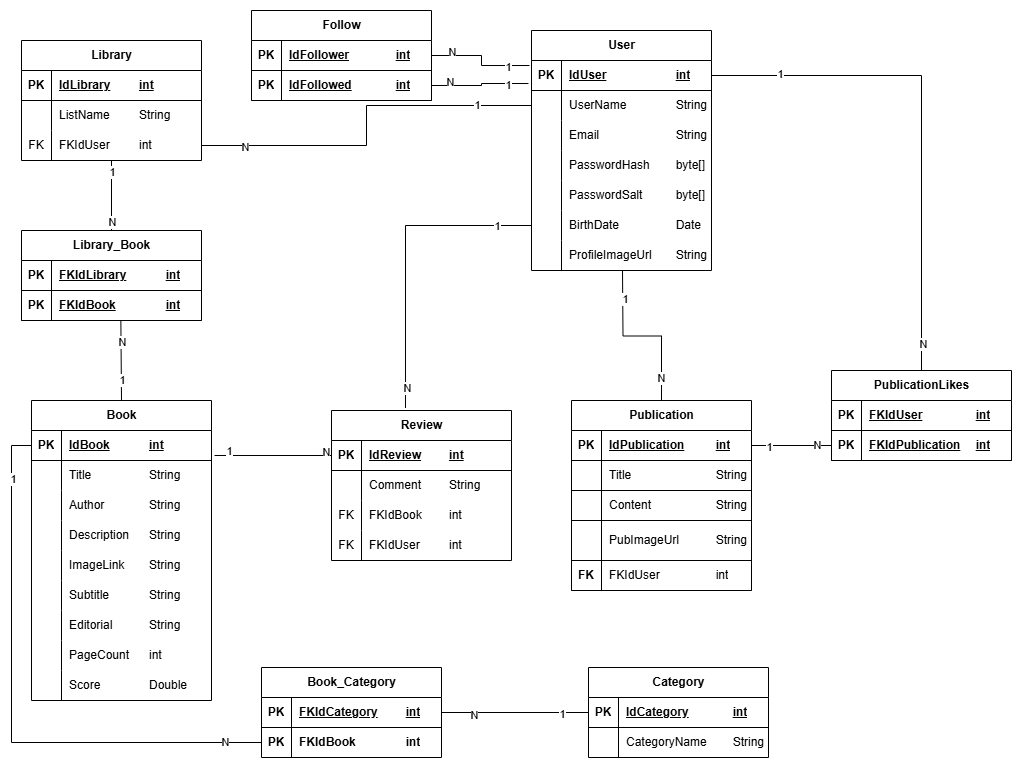 Follow
PK IdFollower int
PK IdFollowed int
N
1
N
1
Library
PK IdLibrary int
ListName String
FK FKIdUser int
1
N
N
1
User
PK IdUser int
UserName String
Email String
PasswordHash byte[]
PasswordSalt byte[]
BirthDate Date
ProfileImageUrl String
1
N
1
N
1
N
Library_Book
PK FKIdLibrary int
PK FKIdBook int
N
1
Book
PK IdBook int
Title String
Author String
Description String
ImageLink String
Subtitle String
Editorial String
PageCount int
Score Double
1
N
1
N
Review
PK IdReview int
Comment String
FK FKIdBook int
FK FKIdUser int
Publication
PK IdPublication int
Title String
Content String
PubImageUrl String
FK FKIdUser int
1
N
PublicationLikes
PK FKIdUser int
PK FKIdPublication int
Book_Category
PK FKIdCategory int
PK FKIdBook int
N
1
Category
PK IdCategory int
CategoryName String